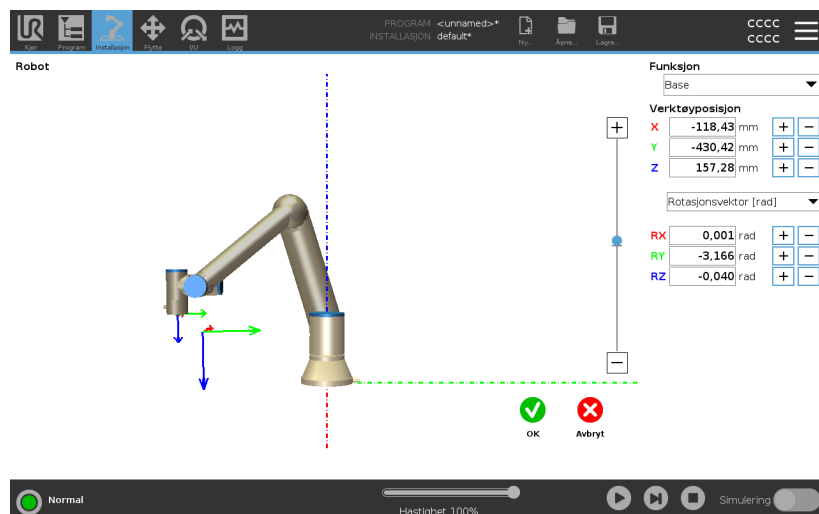 PROGRAM <unnamed>*
INSTALLASJON default*
CCCC
CCCC
Kjør Program Installasjon Flytte I/U Logg
Ny... Åpne... Lagre...
Robot
Funksjon
Base
Verktøyposisjon
X -118,43 mm + −
Y -430,42 mm + −
Z 157,28 mm + −
Rotasjonsvektor [rad]
RX 0,001 rad + −
RY -3,166 rad + −
RZ -0,040 rad + −
OK Avbryt
Normal
Hastighet 100%
Simulering